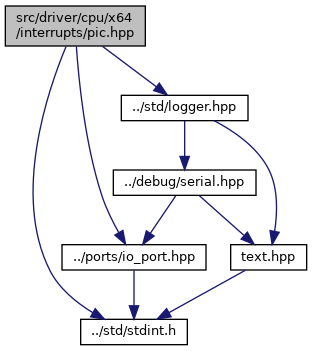 src/driver/cpu/x64
/interrupts/pic.hpp
../std/logger.hpp
../debug/serial.hpp
../ports/io_port.hpp
text.hpp
../std/stdint.h